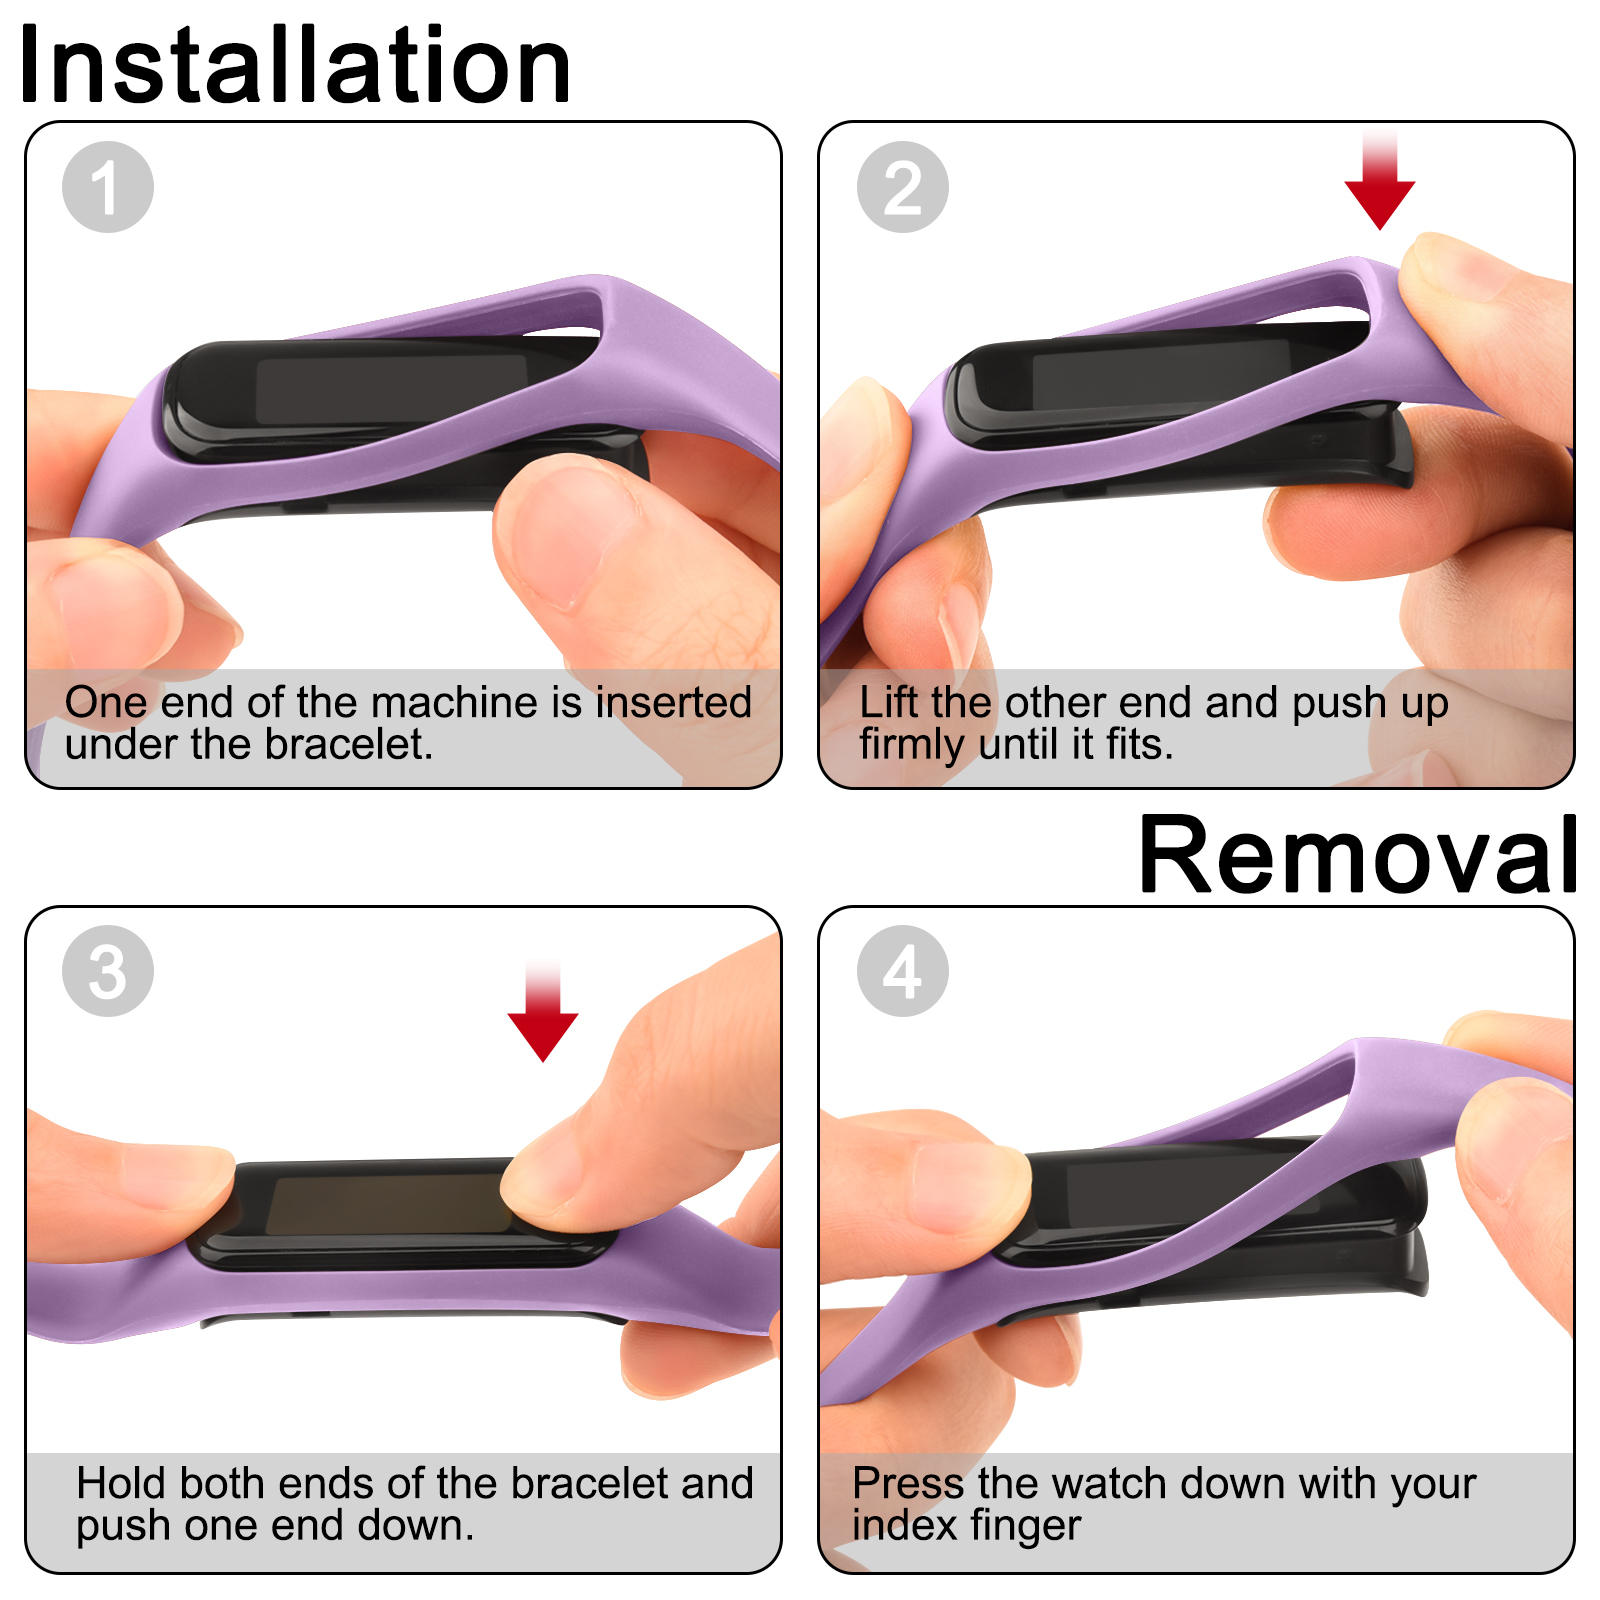 Installation
1
One end of the machine is inserted
under the bracelet.
2
Lift the other end and push up
firmly until it fits.
Removal
3
Hold both ends of the bracelet and
push one end down.
4
Press the watch down with your
index finger